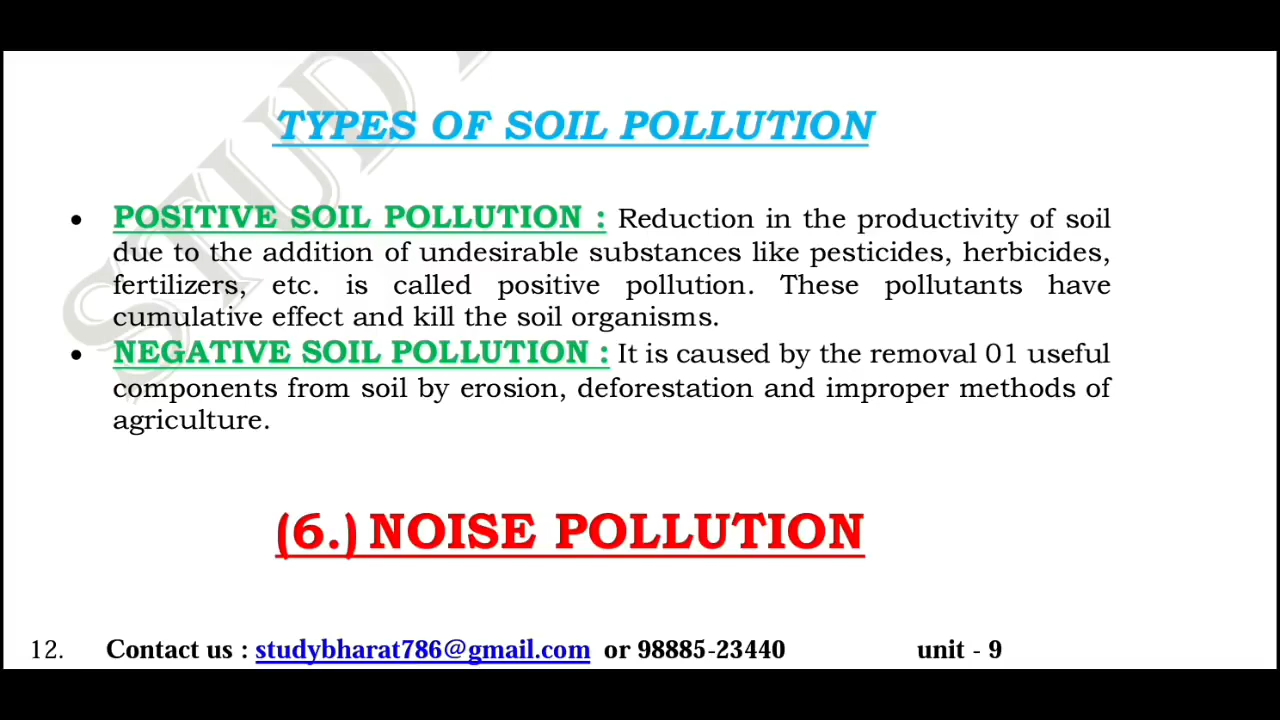 TYPES OF SOIL POLLUTION
• POSITIVE SOIL POLLUTION : Reduction in the productivity of soil
due to the addition of undesirable substances like pesticides, herbicides,
fertilizers, etc. is called positive pollution. These pollutants have
cumulative effect and kill the soil organisms.
• NEGATIVE SOIL POLLUTION : It is caused by the removal 01 useful
components from soil by erosion, deforestation and improper methods of
agriculture.
(6.) NOISE POLLUTION
12. Contact us : studybharat786@gmail.com or 98885-23440 unit - 9